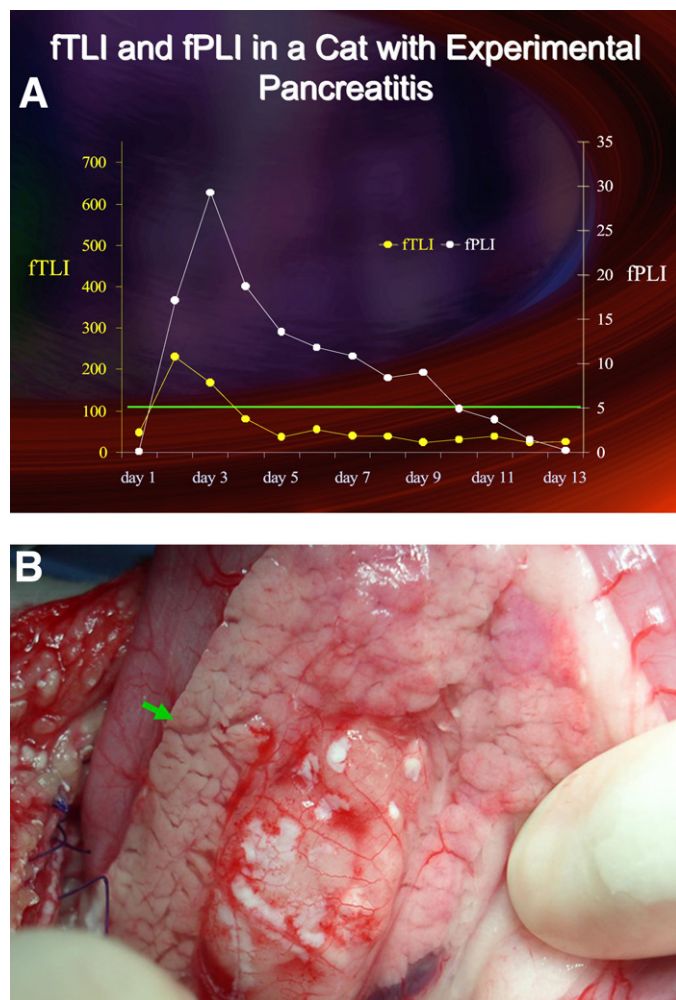 fTLI and fPLI in a Cat with Experimental
Pancreatitis
A
700
600
500
400
300
200
100
0
fTLI
fTLI fPLI
35
30
25
20
15
10
5
0
fPLI
day 1 day 3 day 5 day 7 day 9 day 11 day 13
B